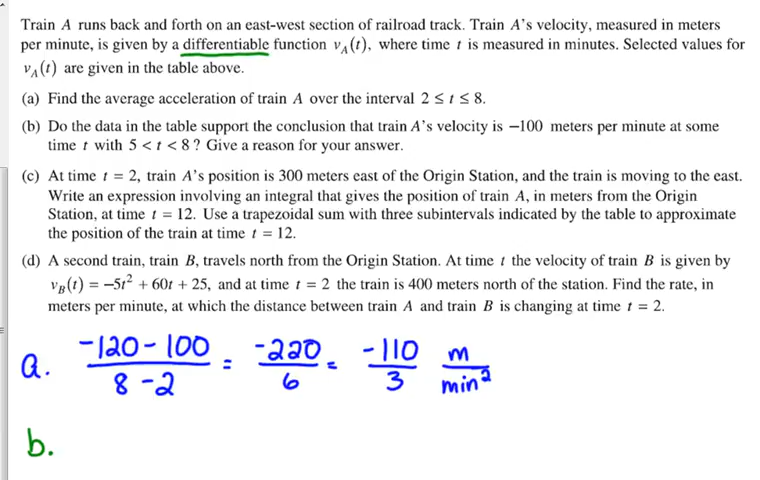 Train A runs back and forth on an east-west section of railroad track. Train A's velocity, measured in meters
per minute, is given by a differentiable function v_A(t), where time t is measured in minutes. Selected values for
v_A(t) are given in the table above.
(a) Find the average acceleration of train A over the interval 2 ≤ t ≤ 8.
(b) Do the data in the table support the conclusion that train A's velocity is −100 meters per minute at some
time t with 5 < t < 8 ? Give a reason for your answer.
(c) At time t = 2, train A's position is 300 meters east of the Origin Station, and the train is moving to the east.
Write an expression involving an integral that gives the position of train A, in meters from the Origin
Station, at time t = 12. Use a trapezoidal sum with three subintervals indicated by the table to approximate
the position of the train at time t = 12.
(d) A second train, train B, travels north from the Origin Station. At time t the velocity of train B is given by
v_B(t) = −5t² + 60t + 25, and at time t = 2 the train is 400 meters north of the station. Find the rate, in
meters per minute, at which the distance between train A and train B is changing at time t = 2.
a. (-120 - 100)/(8 - 2) = -220/6 = -110/3 m/min²
b.